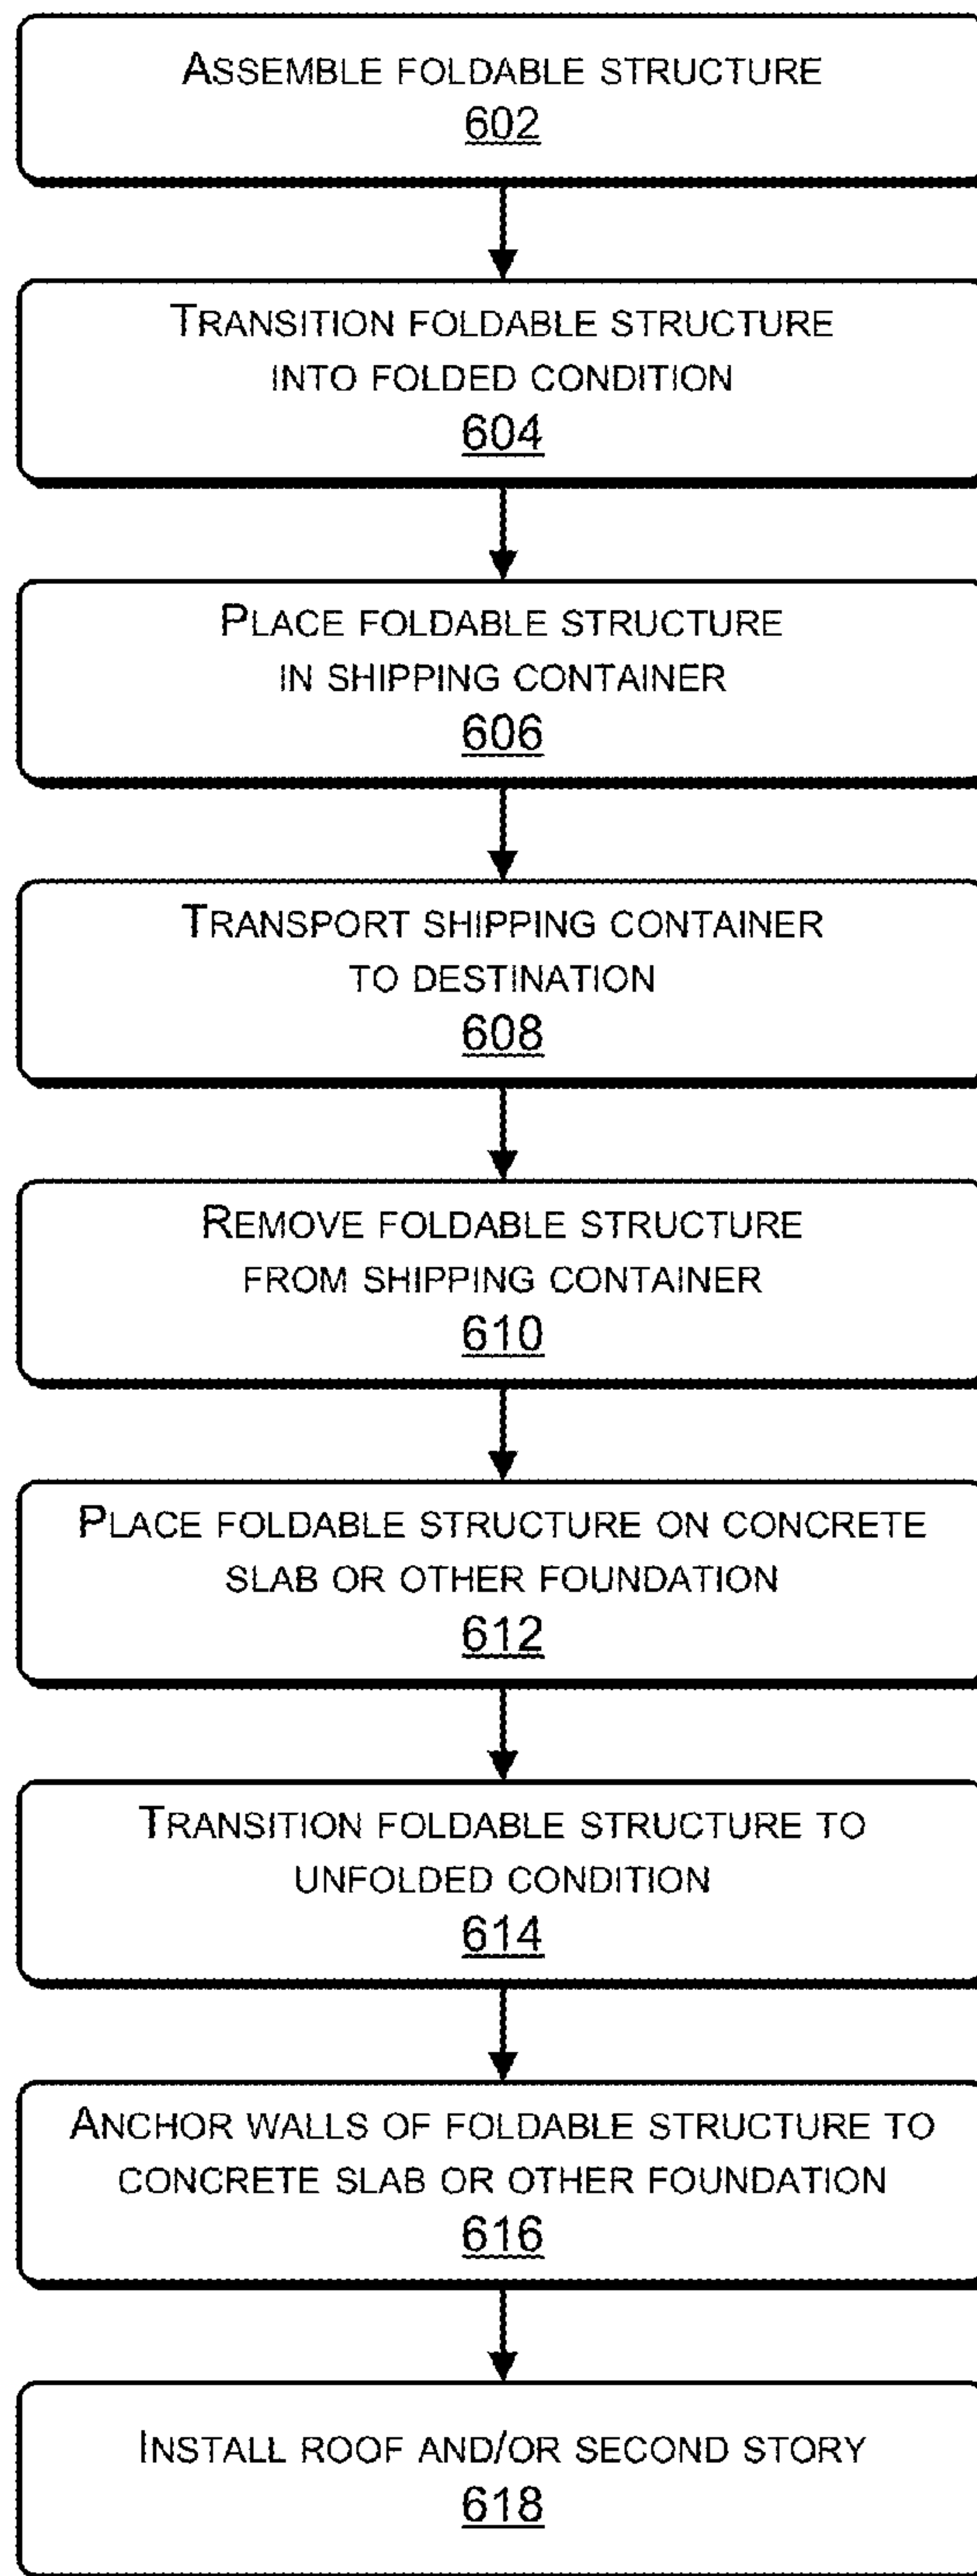 ASSEMBLE FOLDABLE STRUCTURE
602
TRANSITION FOLDABLE STRUCTURE
INTO FOLDED CONDITION
604
PLACE FOLDABLE STRUCTURE
IN SHIPPING CONTAINER
606
TRANSPORT SHIPPING CONTAINER
TO DESTINATION
608
REMOVE FOLDABLE STRUCTURE
FROM SHIPPING CONTAINER
610
PLACE FOLDABLE STRUCTURE ON CONCRETE
SLAB OR OTHER FOUNDATION
612
TRANSITION FOLDABLE STRUCTURE TO
UNFOLDED CONDITION
614
ANCHOR WALLS OF FOLDABLE STRUCTURE TO
CONCRETE SLAB OR OTHER FOUNDATION
616
INSTALL ROOF AND/OR SECOND STORY
618